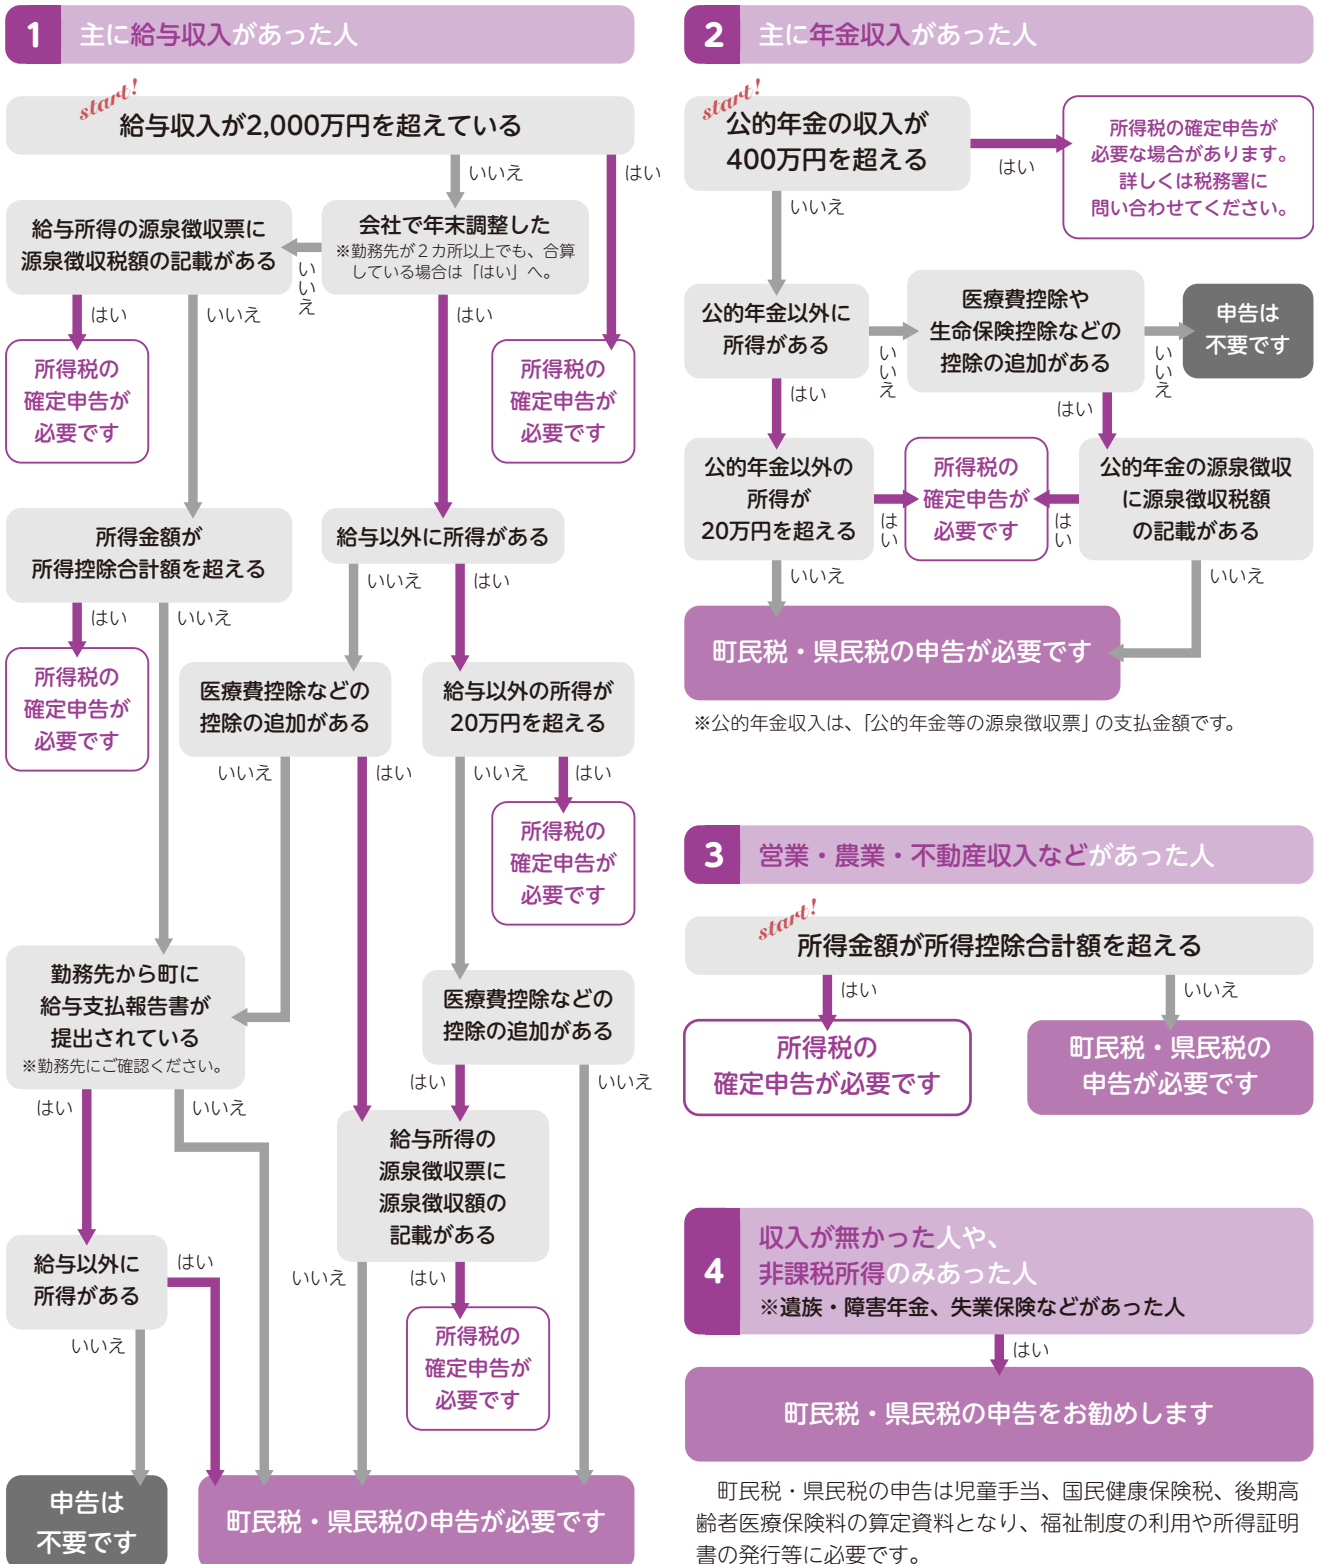 1 主に給与収入があった人
start!
給与収入が2,000万円を超えている
いいえ
はい
会社で年末調整した
※勤務先が2カ所以上でも、合算
している場合は「はい」へ。
いいえ
はい
給与所得の源泉徴収票に
源泉徴収税額の記載がある
はい
いいえ
所得税の
確定申告が
必要です
所得税の
確定申告が
必要です
所得金額が
所得控除合計額を超える
はい
いいえ
所得税の
確定申告が
必要です
給与以外に所得がある
いいえ
はい
医療費控除などの
控除の追加がある
いいえ
はい
給与以外の所得が
20万円を超える
いいえ
はい
所得税の
確定申告が
必要です
勤務先から町に
給与支払報告書が
提出されている
※勤務先にご確認ください。
はい
いいえ
医療費控除などの
控除の追加がある
はい
いいえ
給与所得の
源泉徴収票に
源泉徴収額の
記載がある
いいえ
はい
所得税の
確定申告が
必要です
給与以外に
所得がある
はい
いいえ
申告は
不要です
町民税・県民税の申告が必要です
2 主に年金収入があった人
start!
公的年金の収入が
400万円を超える
はい
所得税の確定申告が
必要な場合があります。
詳しくは税務署に
問い合わせてください。
いいえ
公的年金以外に
所得がある
いいえ
はい
医療費控除や
生命保険控除などの
控除の追加がある
いいえ
はい
申告は
不要です
公的年金以外の
所得が
20万円を超える
はい
いいえ
所得税の
確定申告が
必要です
はい
公的年金の源泉徴収
に源泉徴収税額
の記載がある
いいえ
町民税・県民税の申告が必要です
※公的年金収入は、「公的年金等の源泉徴収票」の支払金額です。
3 営業・農業・不動産収入などがあった人
start!
所得金額が所得控除合計額を超える
はい
いいえ
所得税の
確定申告が必要です
町民税・県民税の
申告が必要です
4 収入が無かった人や、
非課税所得のみあった人
※遺族・障害年金、失業保険などがあった人
はい
町民税・県民税の申告をお勧めします
町民税・県民税の申告は児童手当、国民健康保険税、後期高
齢者医療保険料の算定資料となり、福祉制度の利用や所得証明
書の発行等に必要です。